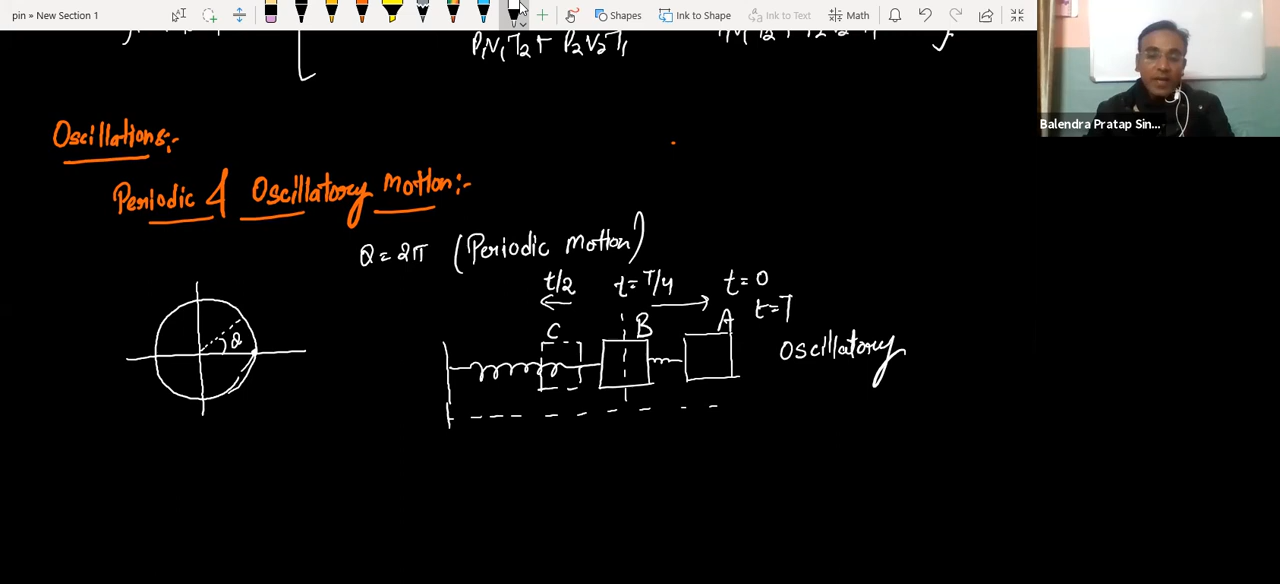 pin » New Section 1
Shapes
Ink to Shape
Ink to Text
Math
P₁V₁T₂ + P₂V₂T₁
Balendra Pratap Sin...
Oscillations:-
Periodic & Oscillatory Motion:-
Q = 2π (Periodic Motion)
t/2 t = T/4 t = 0
t = T
C B A
Q
Oscillatory